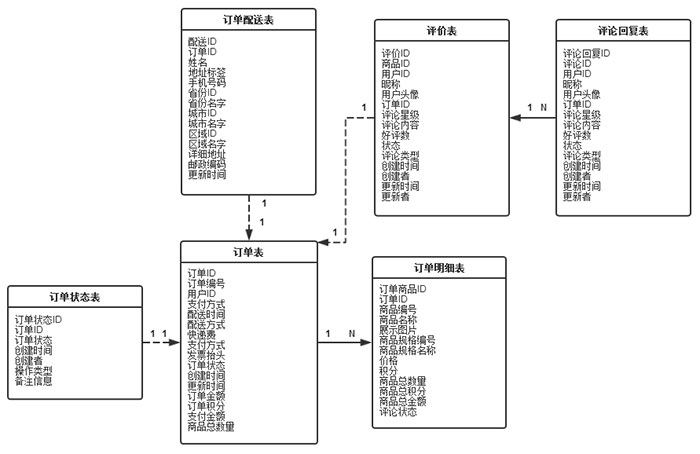 订单配送表
配送ID
订单ID
姓名
地址标签
手机号码
省份ID
省份名字
城市ID
城市名字
区域ID
区域名字
详细地址
邮政编码
更新时间
评价表
评价ID
商品ID
用户ID
昵称
用户头像
订单ID
评论星级
评论内容
好评数
状态
评论类型
创建时间
创建者
更新时间
更新者
评论回复表
评论回复ID
评论ID
用户ID
昵称
用户头像
订单ID
评论星级
评论内容
好评数
状态
评论类型
创建时间
创建者
更新时间
更新者
1
1 N
1
1
1
订单状态表
订单状态ID
订单ID
订单状态
创建时间
创建者
操作类型
备注信息
1 1
订单表
订单ID
订单编号
用户ID
支付方式
配送时间
配送方式
快递费
支付方式
发票抬头
订单状态
创建时间
更新时间
订单金额
订单积分
支付金额
商品总数量
1 N
订单明细表
订单商品ID
订单ID
商品编号
商品名称
展示图片
商品规格编号
商品规格名称
价格
积分
商品总数量
商品总积分
商品总金额
评论状态